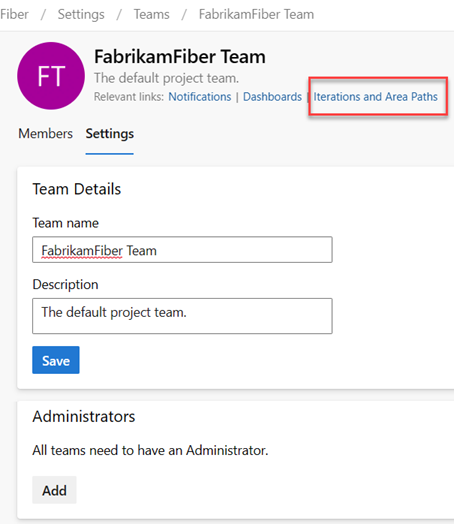 Fiber / Settings / Teams / FabrikamFiber Team
FT
FabrikamFiber Team
The default project team.
Relevant links: Notifications | Dashboards | Iterations and Area Paths
Members Settings
Team Details
Team name
FabrikamFiber Team
Description
The default project team.
Save
Administrators
All teams need to have an Administrator.
Add